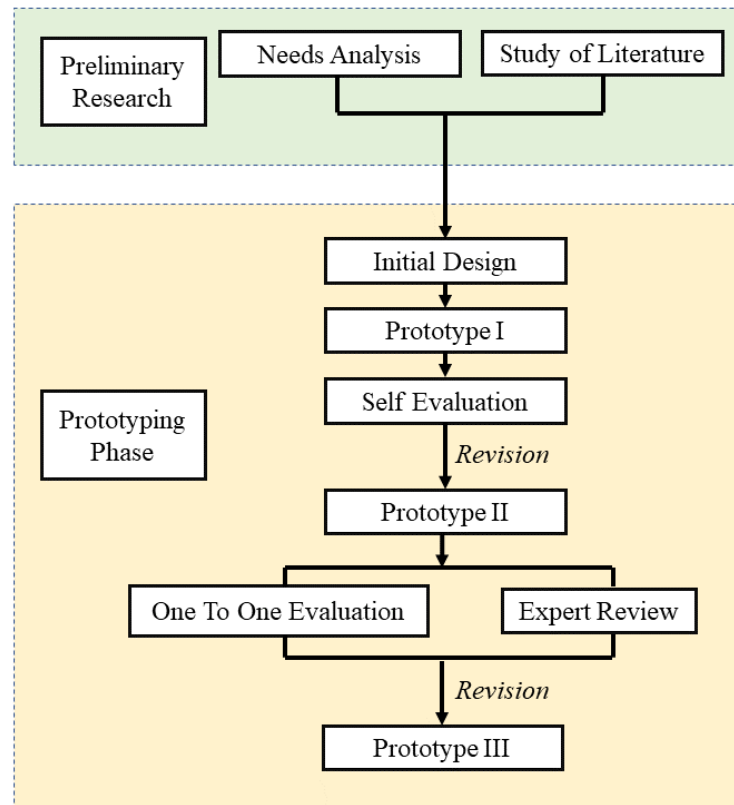 Preliminary
Research
Needs Analysis
Study of Literature
Initial Design
Prototype I
Self Evaluation
Revision
Prototyping
Phase
Prototype II
One To One Evaluation
Expert Review
Revision
Prototype III